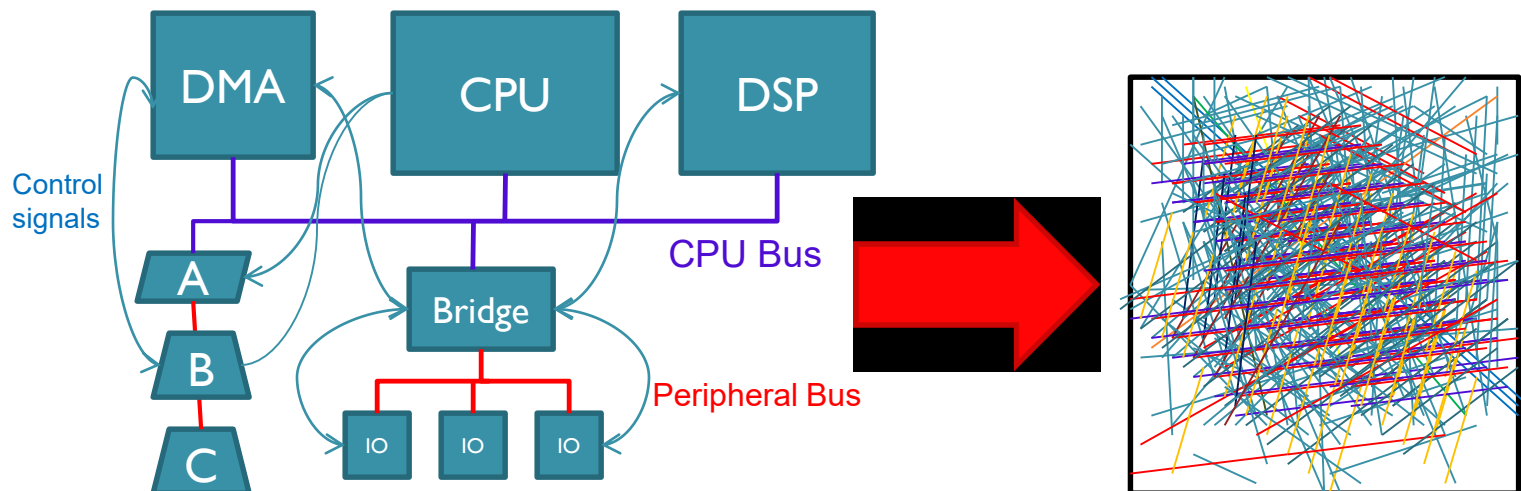 DMA
CPU
DSP
Control
signals
CPU Bus
A
Bridge
B
Peripheral Bus
IO
IO
IO
C